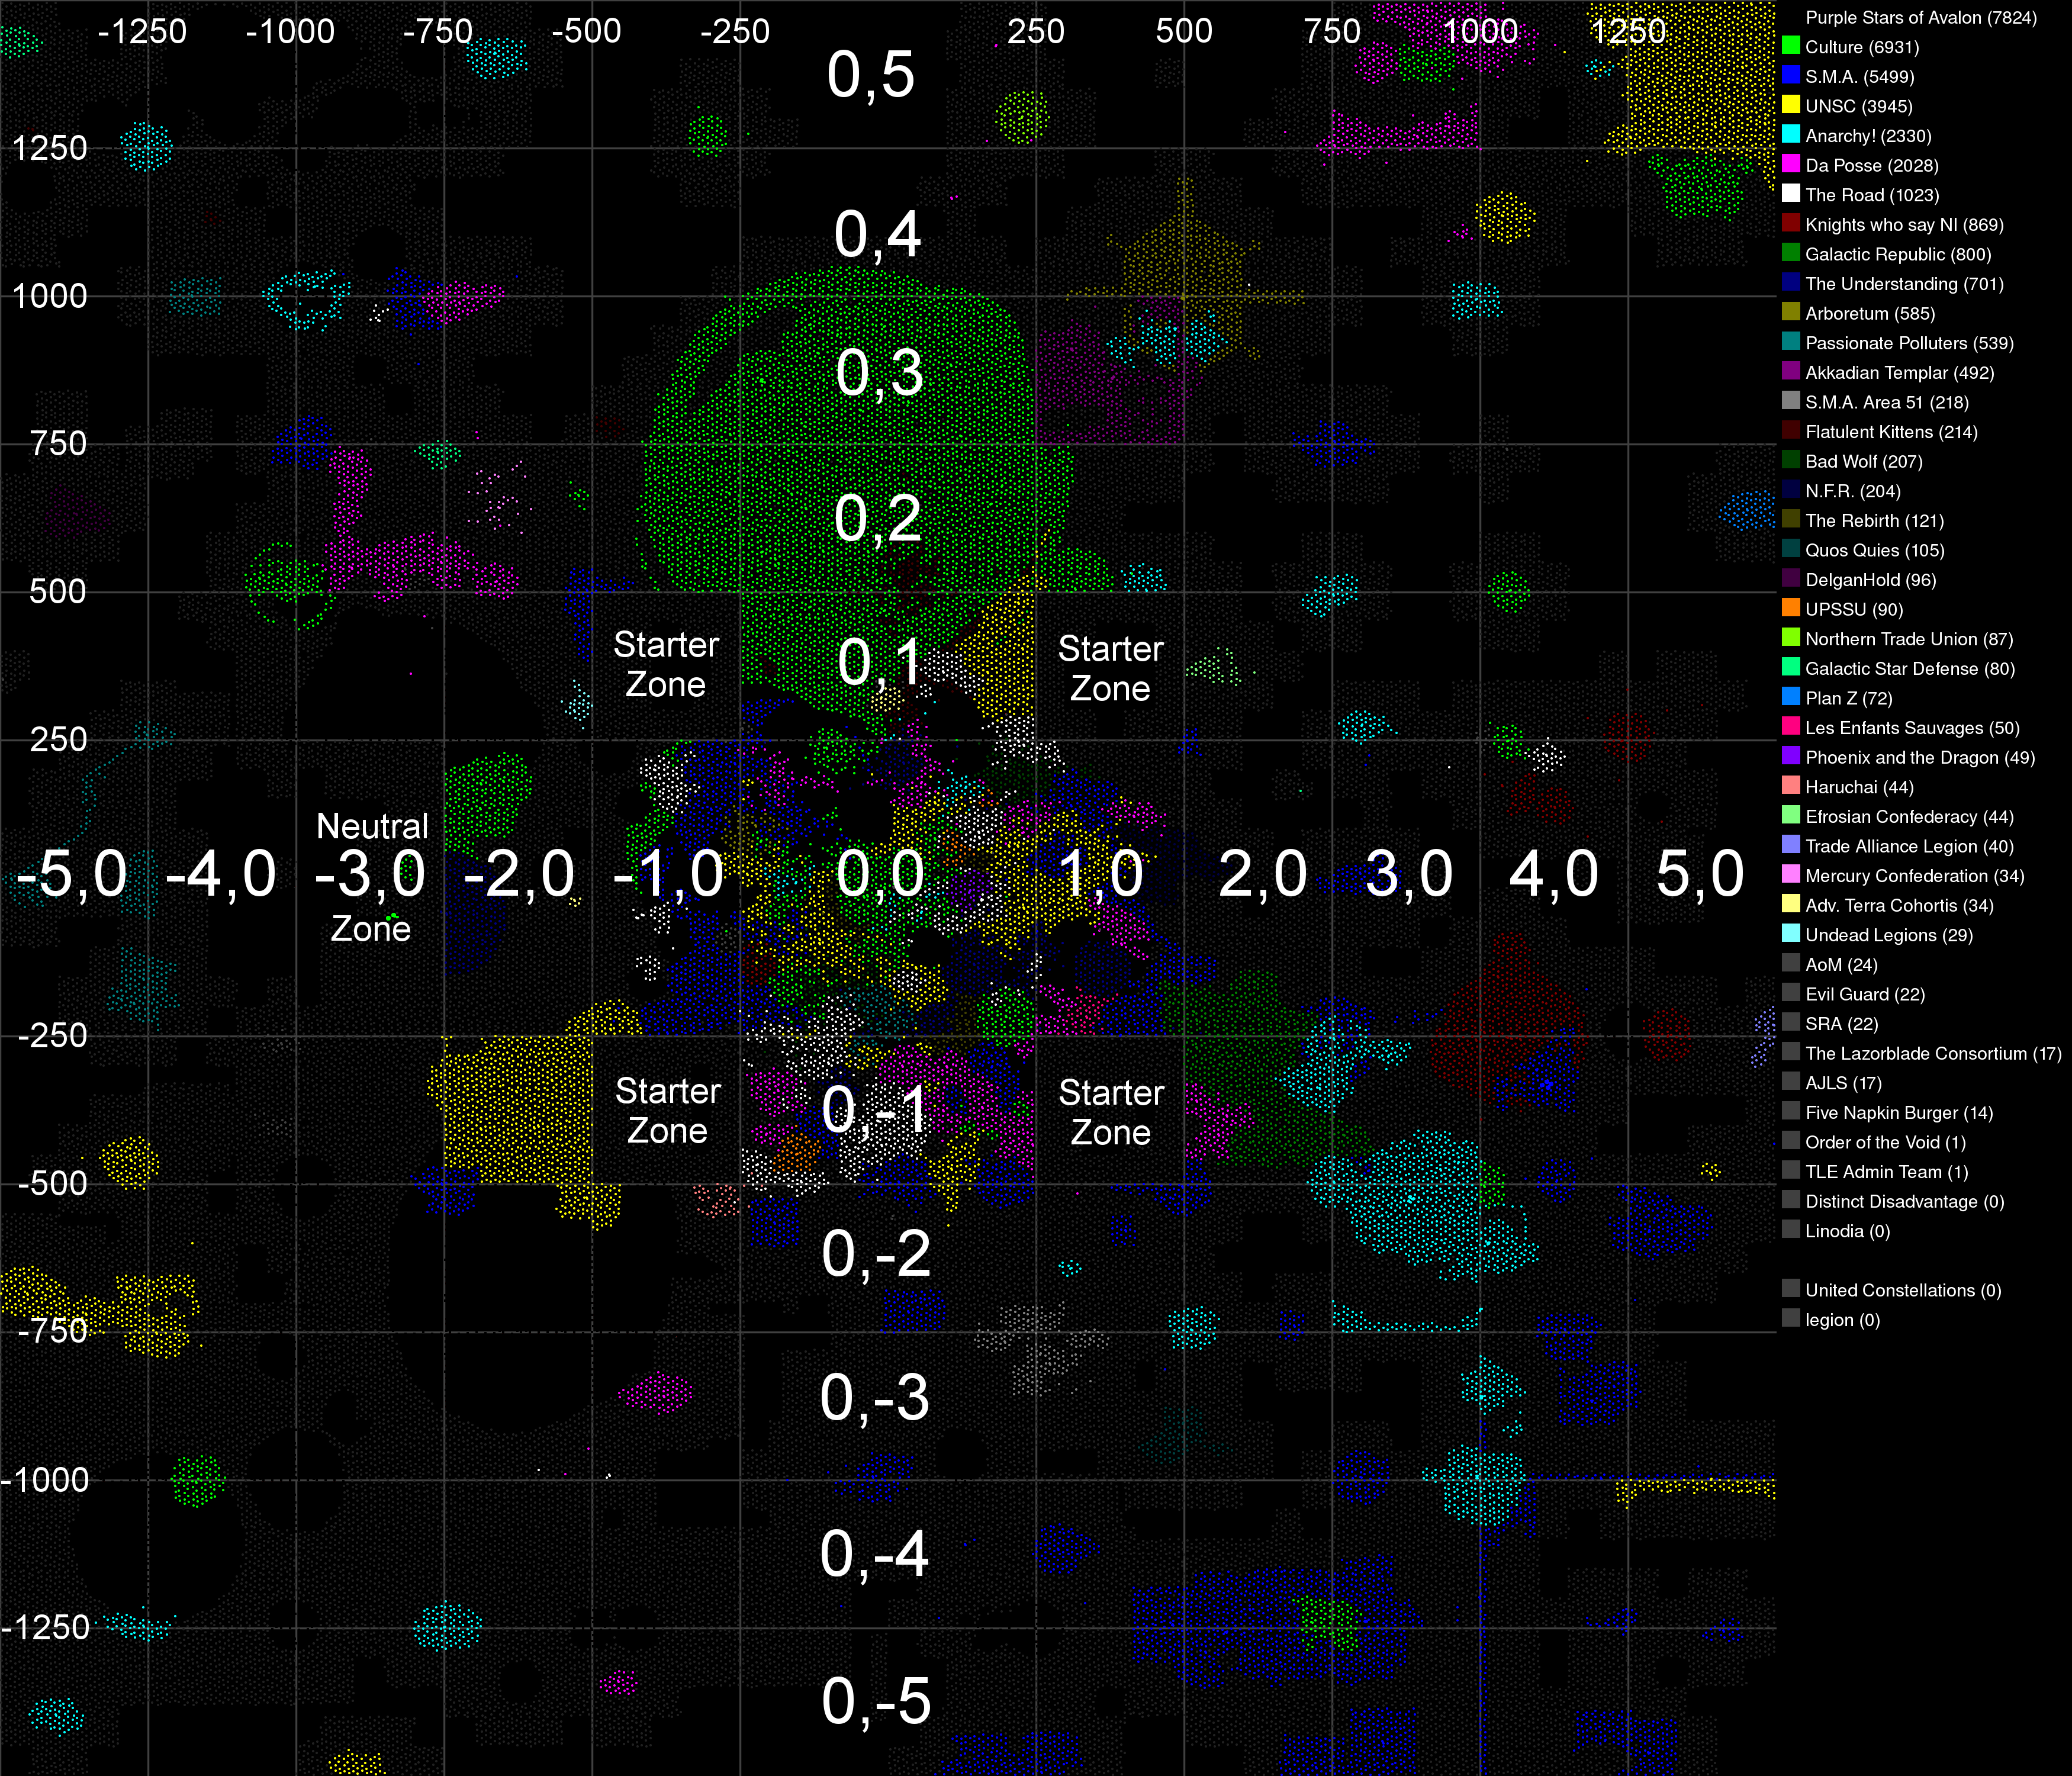 -1250 -1000 -750 -500 -250 250 500 750 1000 1250
0,5
1250
0,4
1000
0,3
750
0,2
500
Starter Zone
0,1
Starter Zone
250
Neutral Zone
-5,0 -4,0 -3,0 -2,0 -1,0 0,0 1,0 2,0 3,0 4,0 5,0
-250
Starter Zone
0,-1
Starter Zone
-500
0,-2
-750
0,-3
-1000
0,-4
-1250
0,-5
Purple Stars of Avalon (7824)
Culture (6931)
S.M.A. (5499)
UNSC (3945)
Anarchy! (2330)
Da Posse (2028)
The Road (1023)
Knights who say NI (869)
Galactic Republic (800)
The Understanding (701)
Arboretum (585)
Passionate Polluters (539)
Akkadian Templar (492)
S.M.A. Area 51 (218)
Flatulent Kittens (214)
Bad Wolf (207)
N.F.R. (204)
The Rebirth (121)
Quos Quies (105)
DelganHold (96)
UPSSU (90)
Northern Trade Union (87)
Galactic Star Defense (80)
Plan Z (72)
Les Enfants Sauvages (50)
Phoenix and the Dragon (49)
Haruchai (44)
Efrosian Confederacy (44)
Trade Alliance Legion (40)
Mercury Confederation (34)
Adv. Terra Cohortis (34)
Undead Legions (29)
AoM (24)
Evil Guard (22)
SRA (22)
The Lazorblade Consortium (17)
AJLS (17)
Five Napkin Burger (14)
Order of the Void (1)
TLE Admin Team (1)
Distinct Disadvantage (0)
Linodia (0)
United Constellations (0)
legion (0)